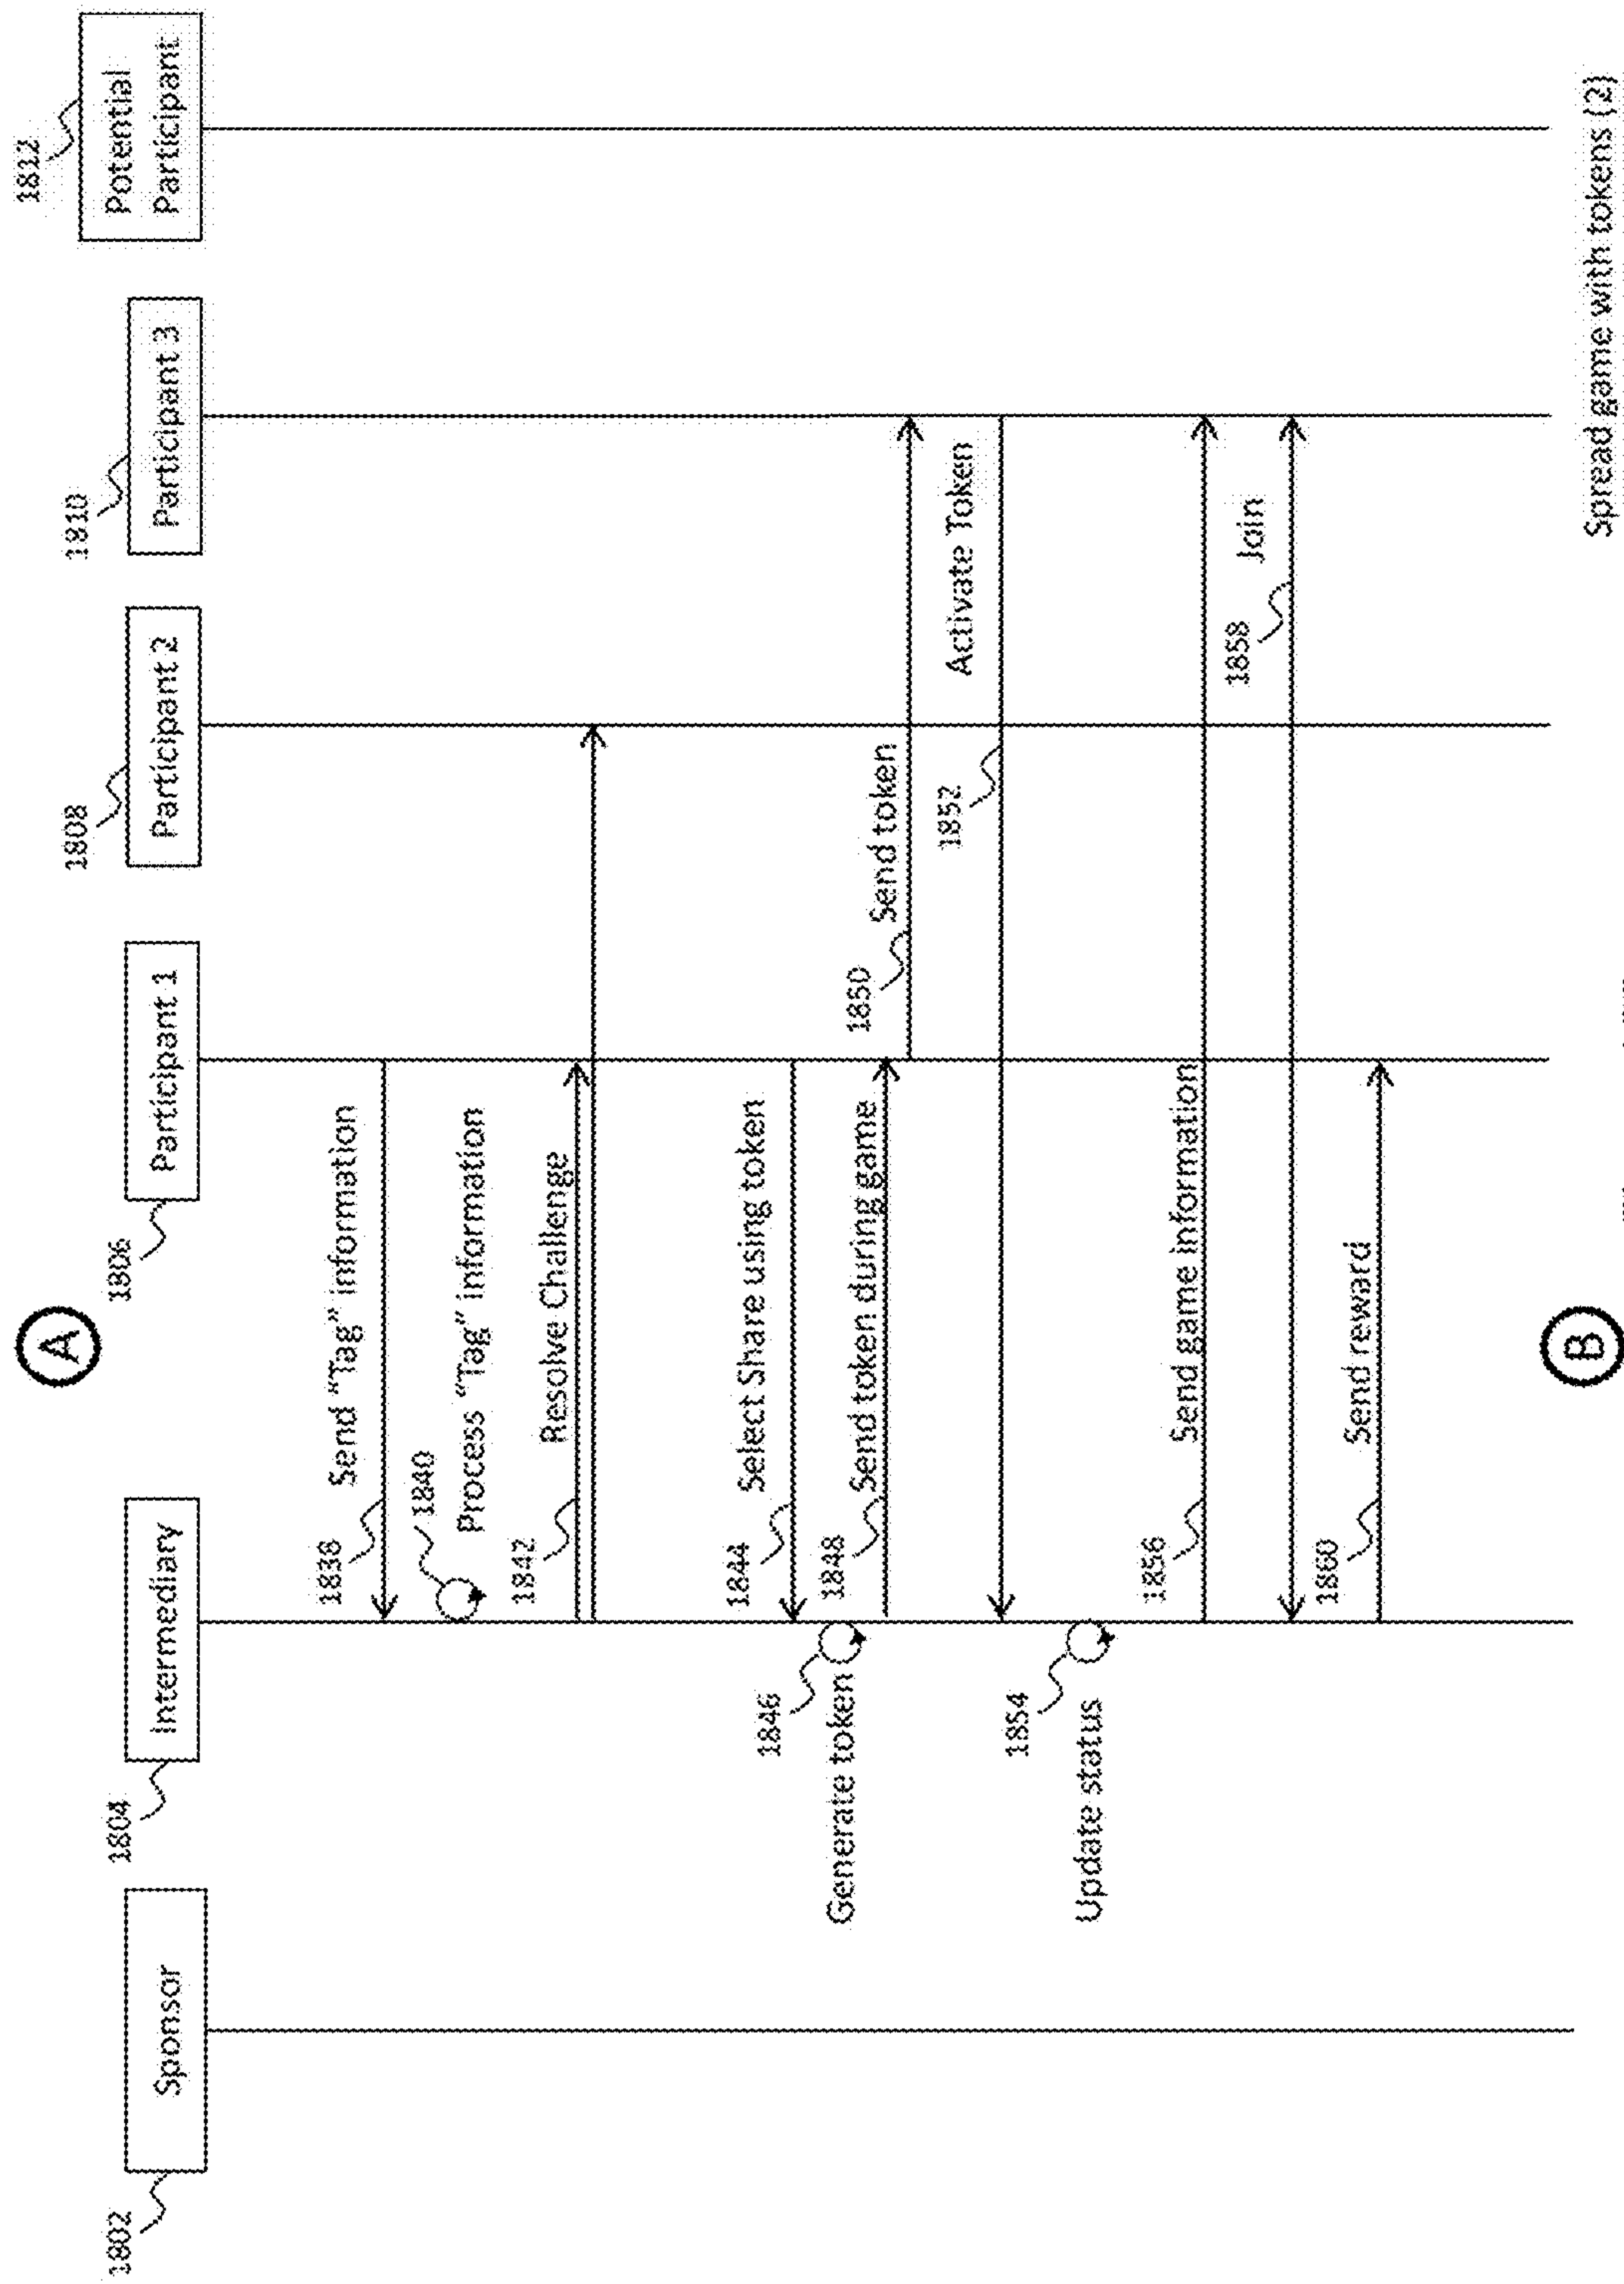 A
1802
Sponsor
1804
Intermediary
1806
Participant 1
1808
Participant 2
1810
Participant 3
1812
Potential
Participant
1838
Send "Tag" information
1840
Process "Tag" information
1842
Resolve Challenge
1844
Select Share using token
1846
Generate token
1848
Send token during game
1850
Send token
1852
Activate Token
1854
Update status
1856
Send game information
1858
Join
1860
Send reward
B
Spread game with tokens (2)